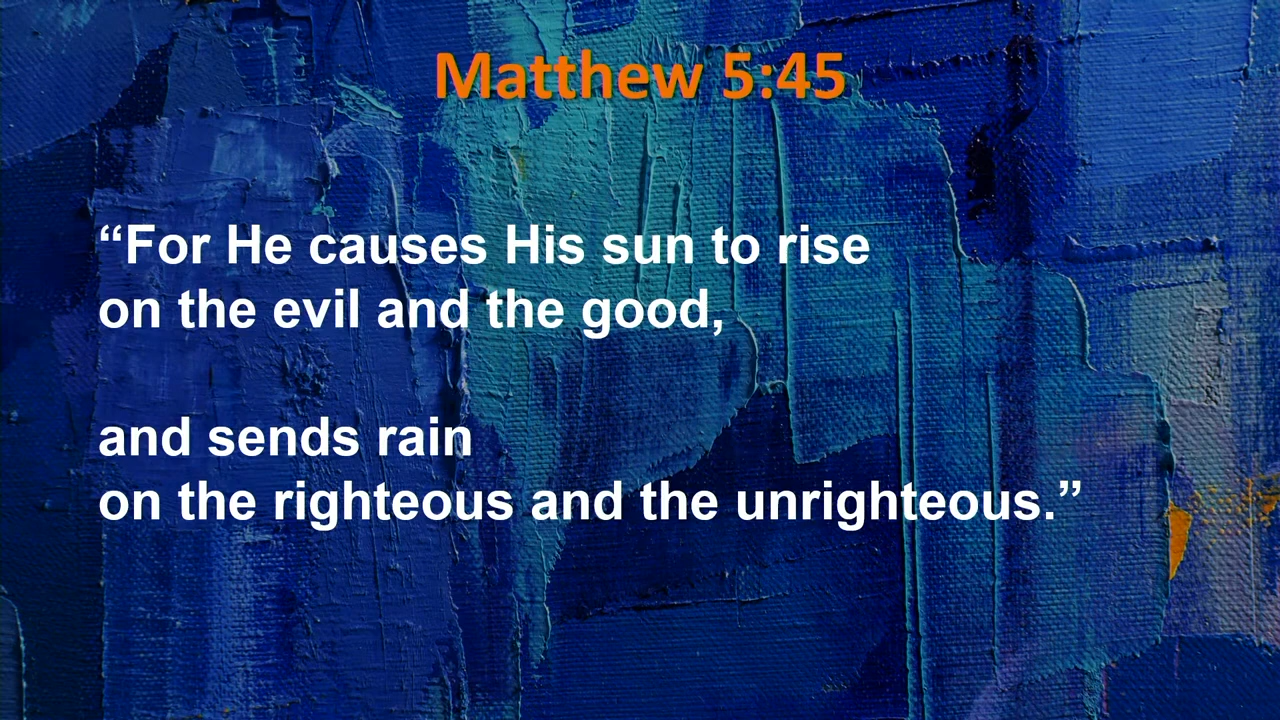 Matthew 5:45
“For He causes His sun to rise
on the evil and the good,
and sends rain
on the righteous and the unrighteous.”